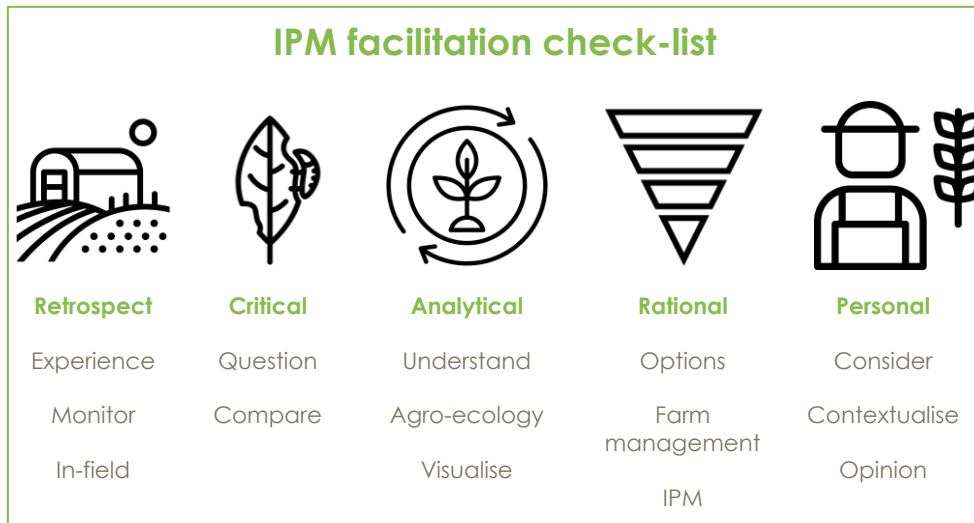 IPM facilitation check-list
Retrospect
Experience
Monitor
In-field
Critical
Question
Compare
Analytical
Understand
Agro-ecology
Visualise
Rational
Options
Farm
management
IPM
Personal
Consider
Contextualise
Opinion